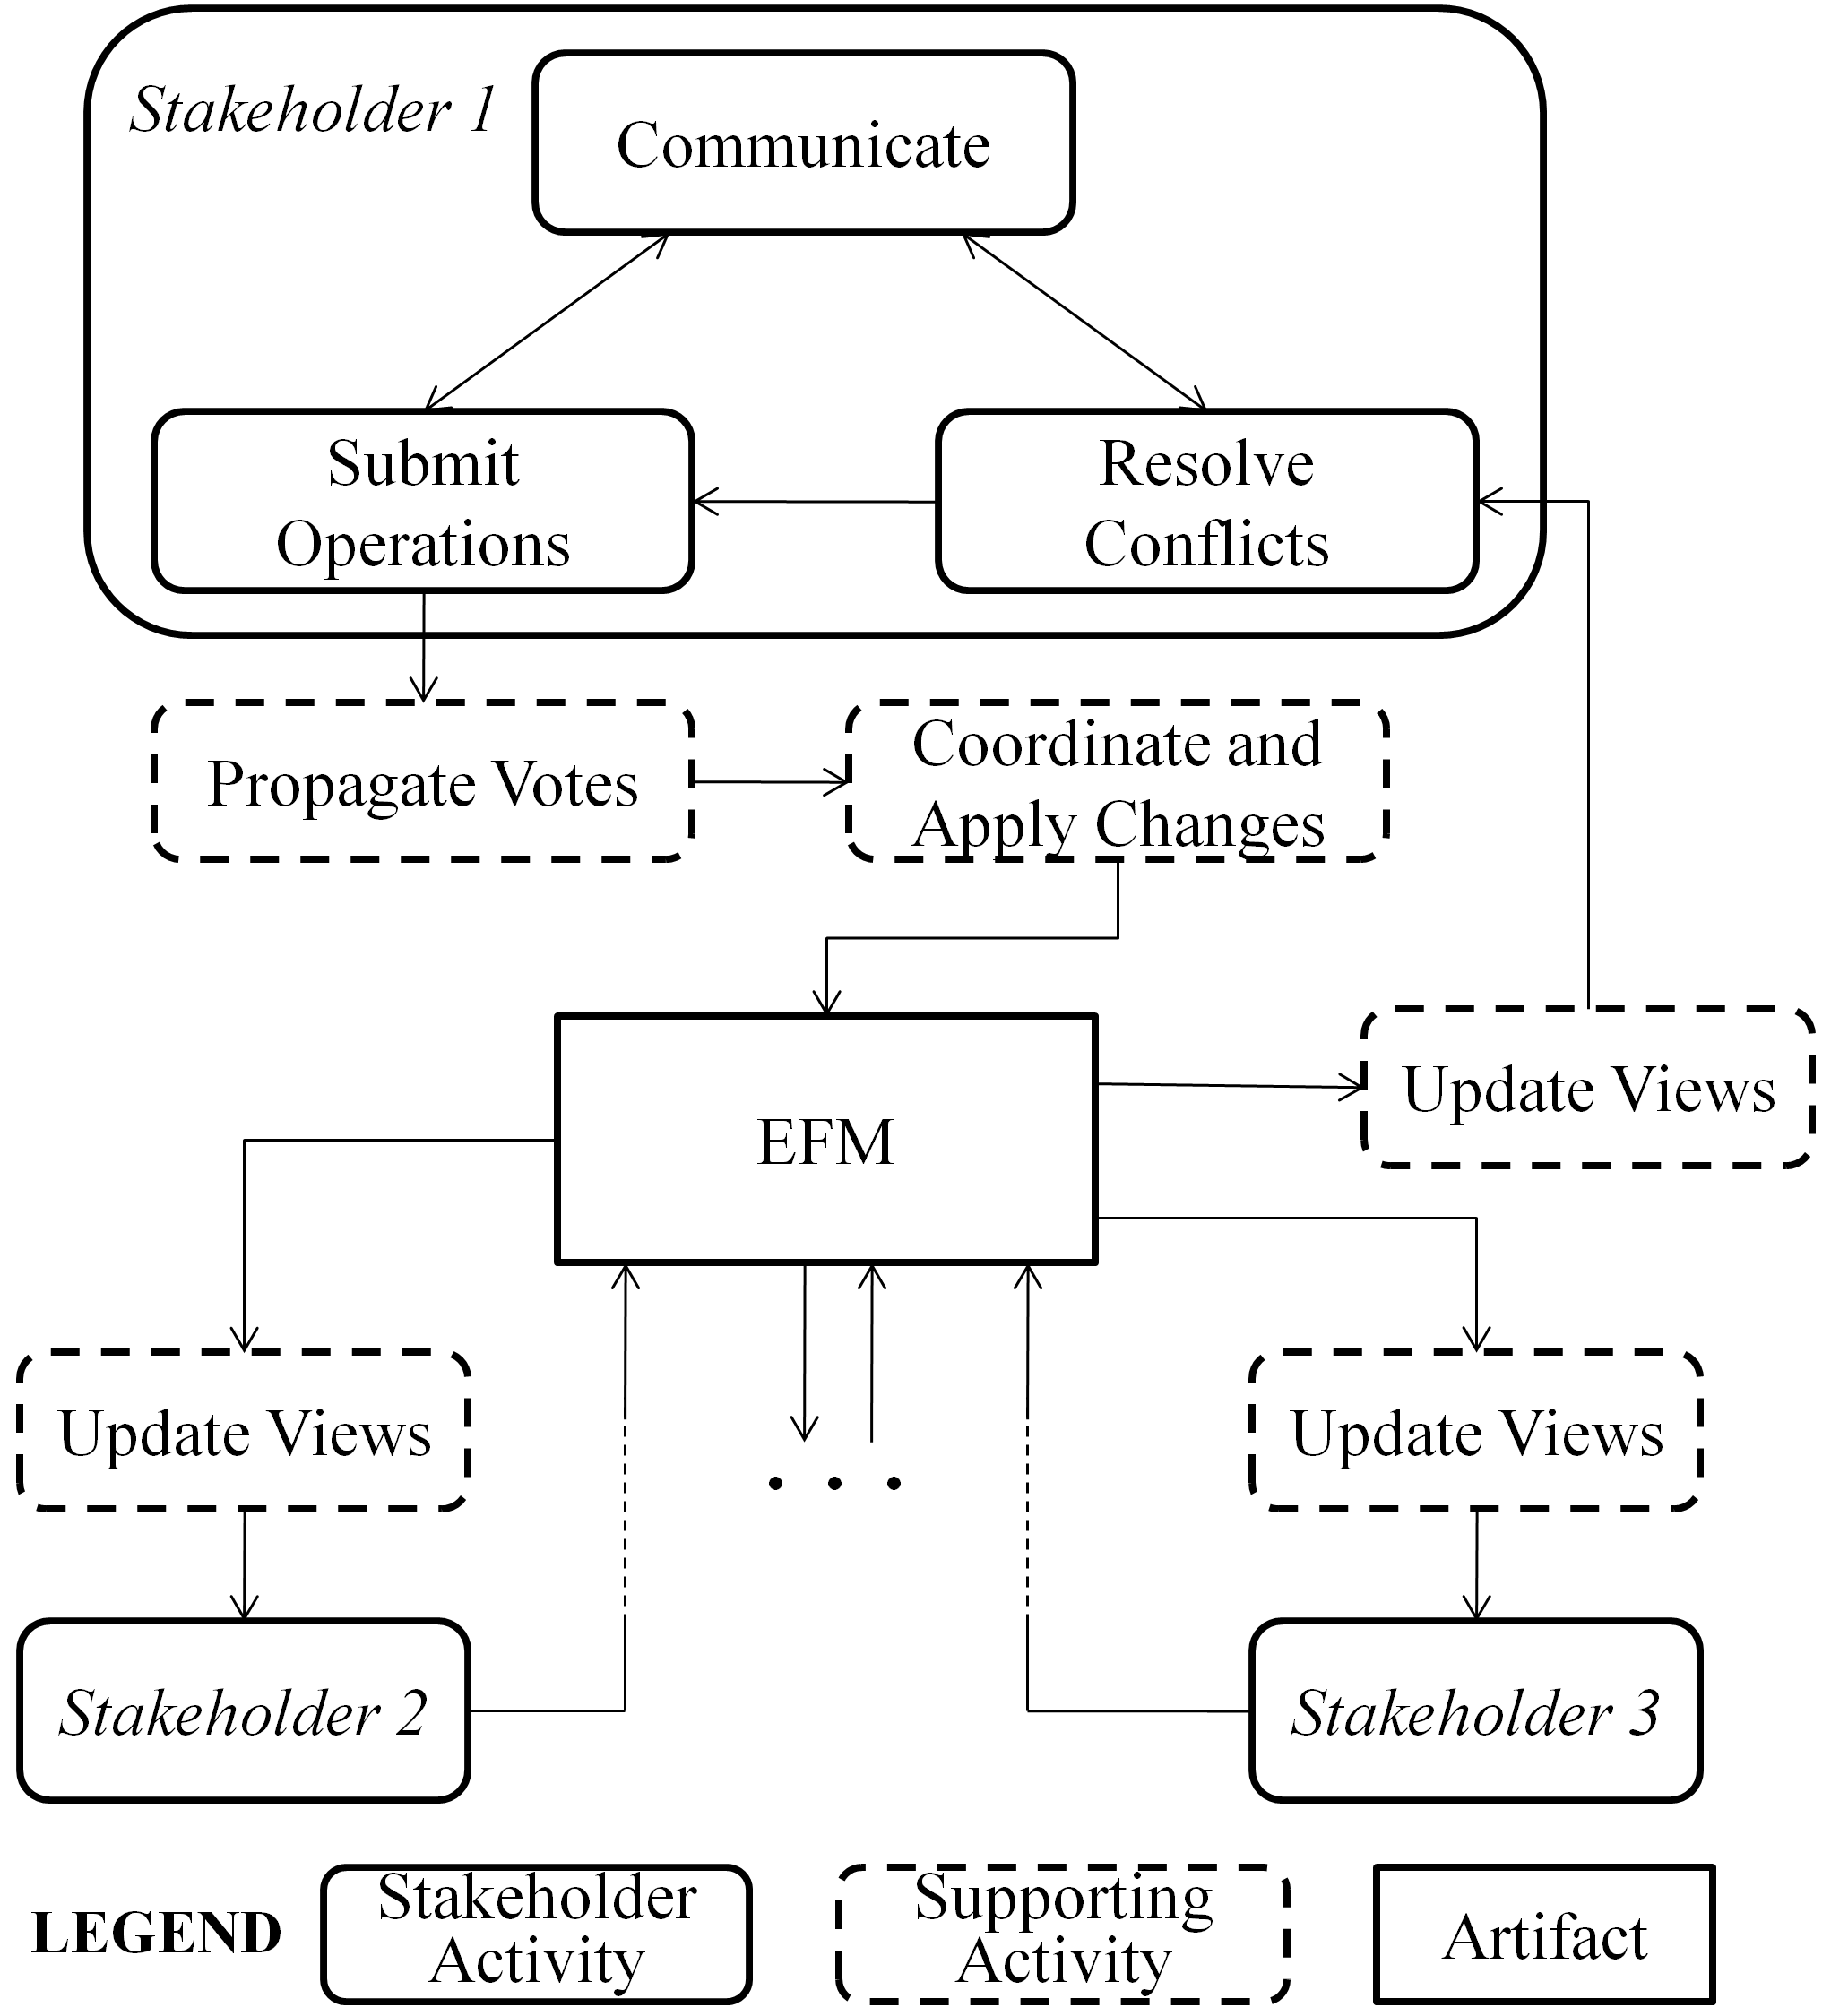 Stakeholder 1
Communicate
Submit
Operations
Resolve
Conflicts
Propagate Votes
Coordinate and
Apply Changes
EFM
Update Views
Update Views
. . .
Update Views
Stakeholder 2
Stakeholder 3
LEGEND
Stakeholder
Activity
Supporting
Activity
Artifact